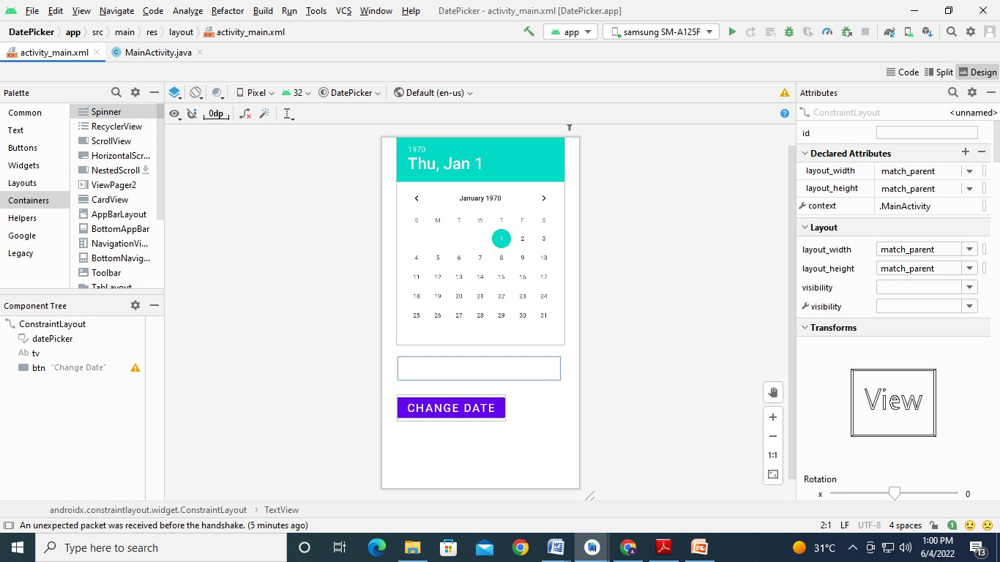 File Edit View Navigate Code Analyze Refactor Build Run Tools VCS Window Help DatePicker - activity_main.xml [DatePicker.app]
DatePicker app src main res layout activity_main.xml app samsung SM-A125F
activity_main.xml MainActivity.java
Code Split Design
Palette
Common
Text
Buttons
Widgets
Layouts
Containers
Helpers
Google
Legacy
Spinner
RecyclerView
ScrollView
HorizontalScr...
NestedScroll
ViewPager2
CardView
AppBarLayout
BottomAppBar
NavigationVi...
BottomNavig...
Toolbar
TabLayout
Component Tree
ConstraintLayout
datePicker
Ab tv
btn "Change Date"
Pixel 32 DatePicker Default (en-us)
0dp
1970
Thu, Jan 1
January 1970
S M T W T F S
1 2 3
4 5 6 7 8 9 10
11 12 13 14 15 16 17
18 19 20 21 22 23 24
25 26 27 28 29 30 31
CHANGE DATE
1:1
Attributes
ConstraintLayout <unnamed>
id
Declared Attributes
layout_width match_parent
layout_height match_parent
context .MainActivity
Layout
layout_width match_parent
layout_height match_parent
visibility
visibility
Transforms
View
Rotation
x 0
androidx.constraintlayout.widget.ConstraintLayout TextView
An unexpected packet was received before the handshake. (5 minutes ago) 2:1 LF UTF-8 4 spaces 1
Type here to search 31°C 1:00 PM
6/4/2022 13